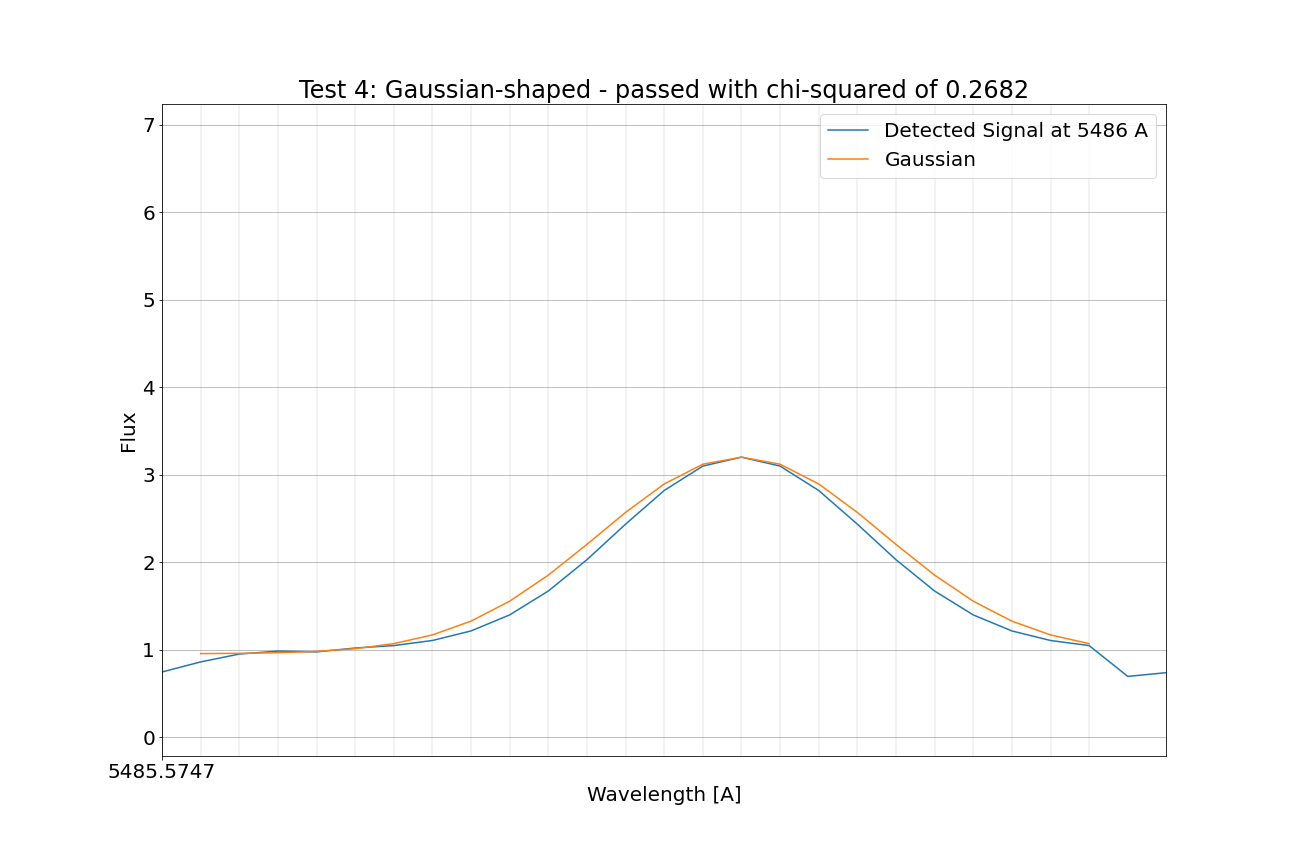 Test 4: Gaussian-shaped - passed with chi-squared of 0.2682
7
Detected Signal at 5486 A
Gaussian
6
5
4
Flux
3
2
1
0
5485.5747
Wavelength [A]